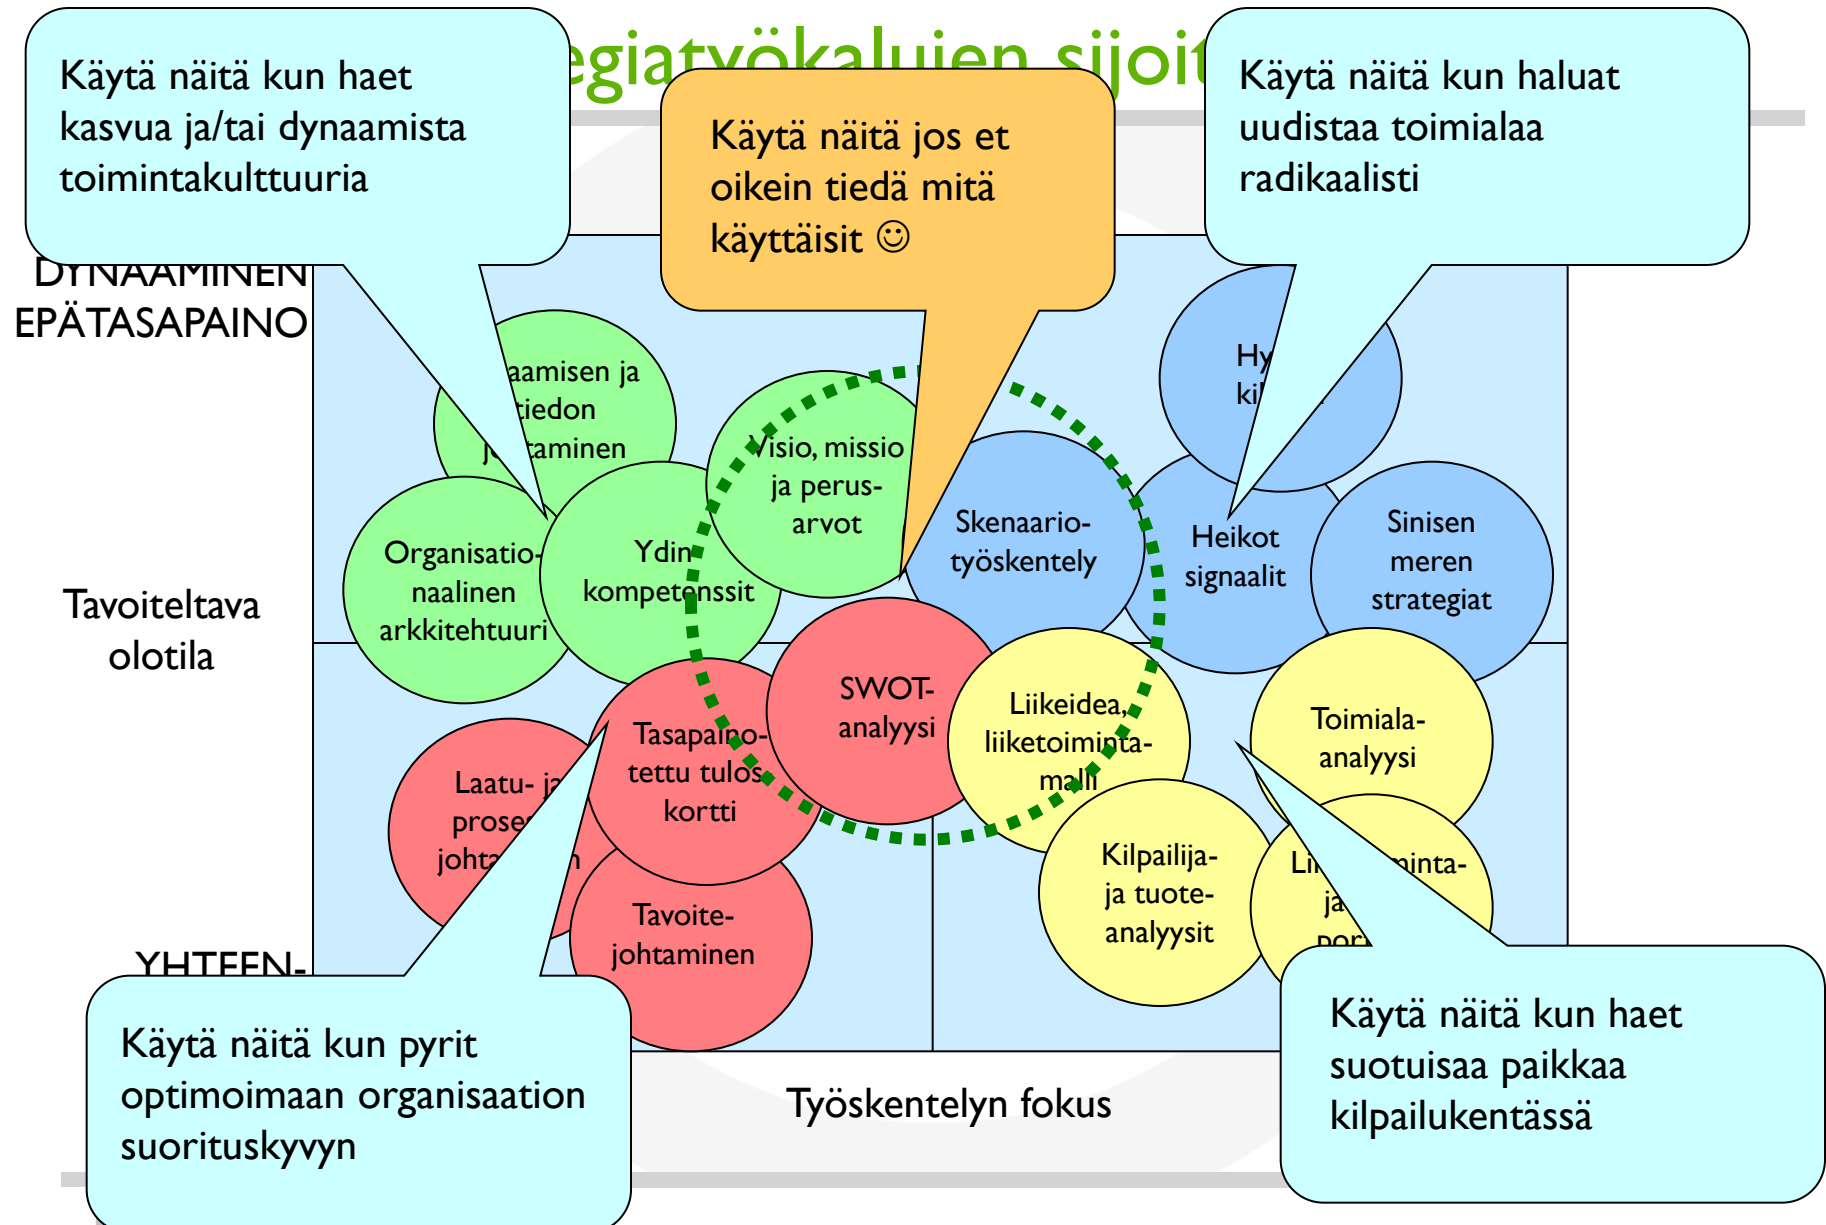 Käytä näitä kun haet
kasvua ja/tai dynaamista
toimintakulttuuria
Käytä näitä jos et
oikein tiedä mitä
käyttäisit ☺
Käytä näitä kun haluat
uudistaa toimialaa
radikaalisti
DYNAAMINEN
EPÄTASAPAINO
Tavoiteltava
olotila
tiedon
Organisatio-
naalinen
arkkitehtuuri
Ydin
kompetenssit
Visio, missio
ja perus-
arvot
Skenaario-
työskentely
Heikot
signaalit
Sinisen
meren
strategiat
Laatu- ja
Tasapaino-
tettu tulos
kortti
SWOT-
analyysi
Liikeidea,
liiketoiminta-
malli
Toimiala-
analyysi
Tavoite-
johtaminen
Kilpailija-
ja tuote-
analyysit
YHTEEN-
Käytä näitä kun pyrit
optimoimaan organisaation
suorituskyvyn
Työskentelyn fokus
Käytä näitä kun haet
suotuisaa paikkaa
kilpailukentässä